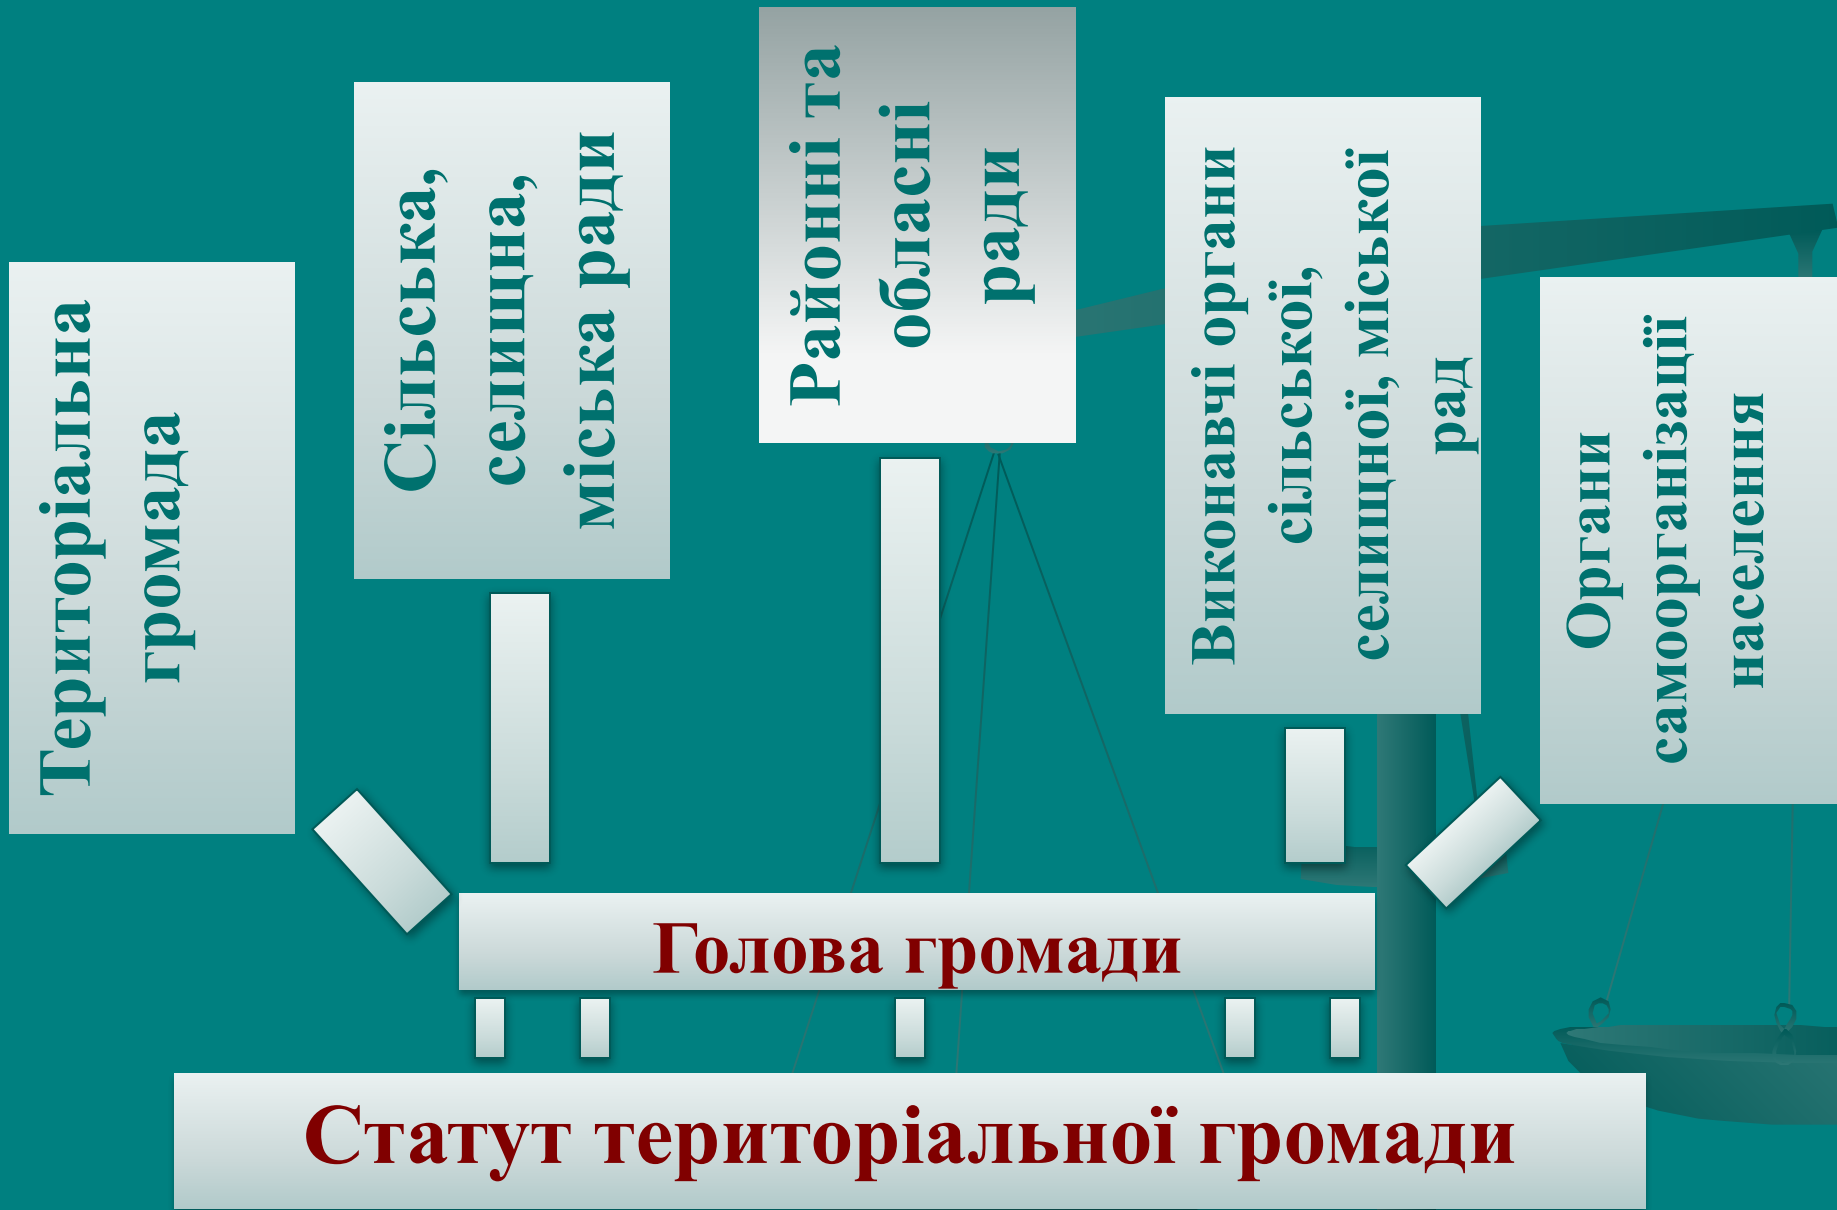 Територіальна
громада
Сільська,
селищна,
міська ради
Районні та
обласні
ради
Виконавчі органи
сільської,
селищної, міської
рад
Органи
самоорганізації
населення
Голова громади
Статут територіальної громади